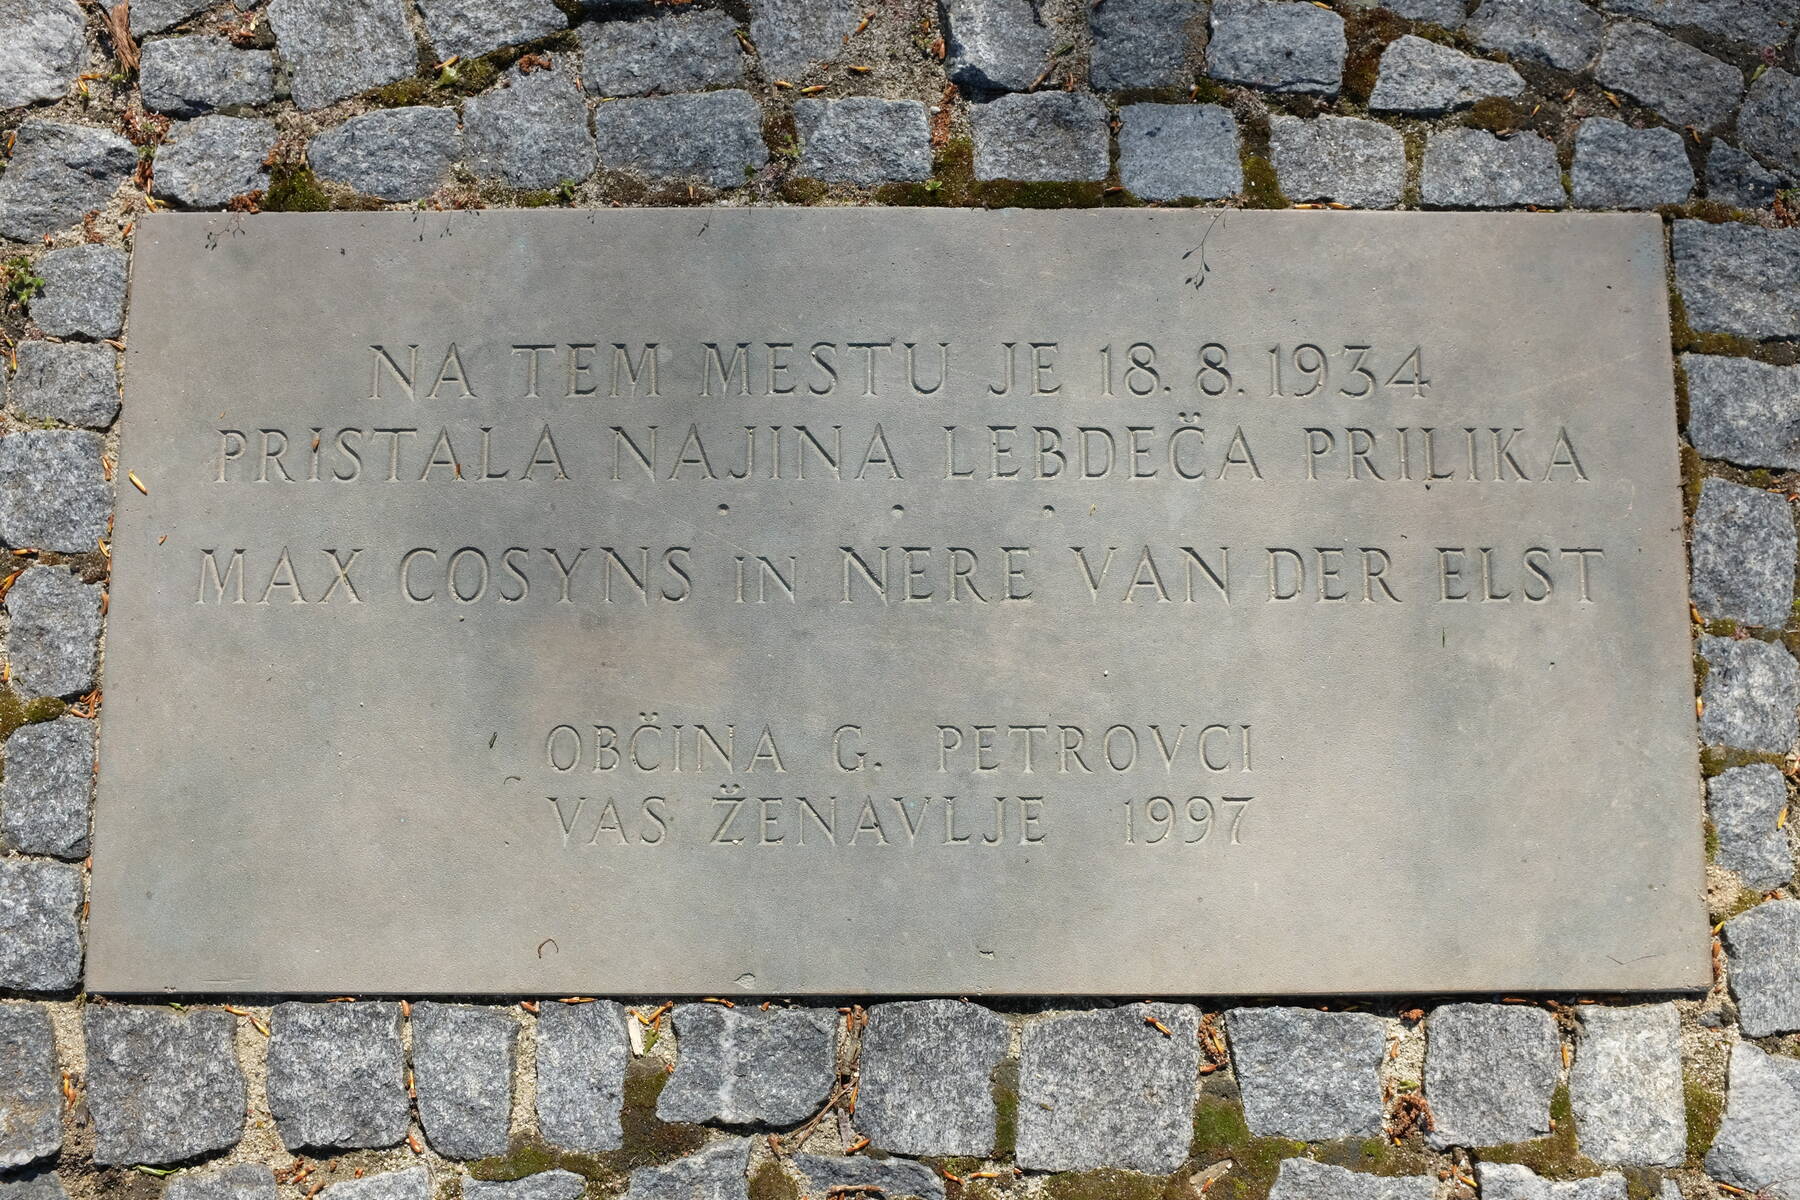 NA TEM MESTU JE 18. 8. 1934
PRISTALA NAJINA LEBDEČA PRILIKA
. . .
MAX COSYNS IN NERE VAN DER ELST
OBČINA G. PETROVCI
VAS ŽENAVLJE 1997